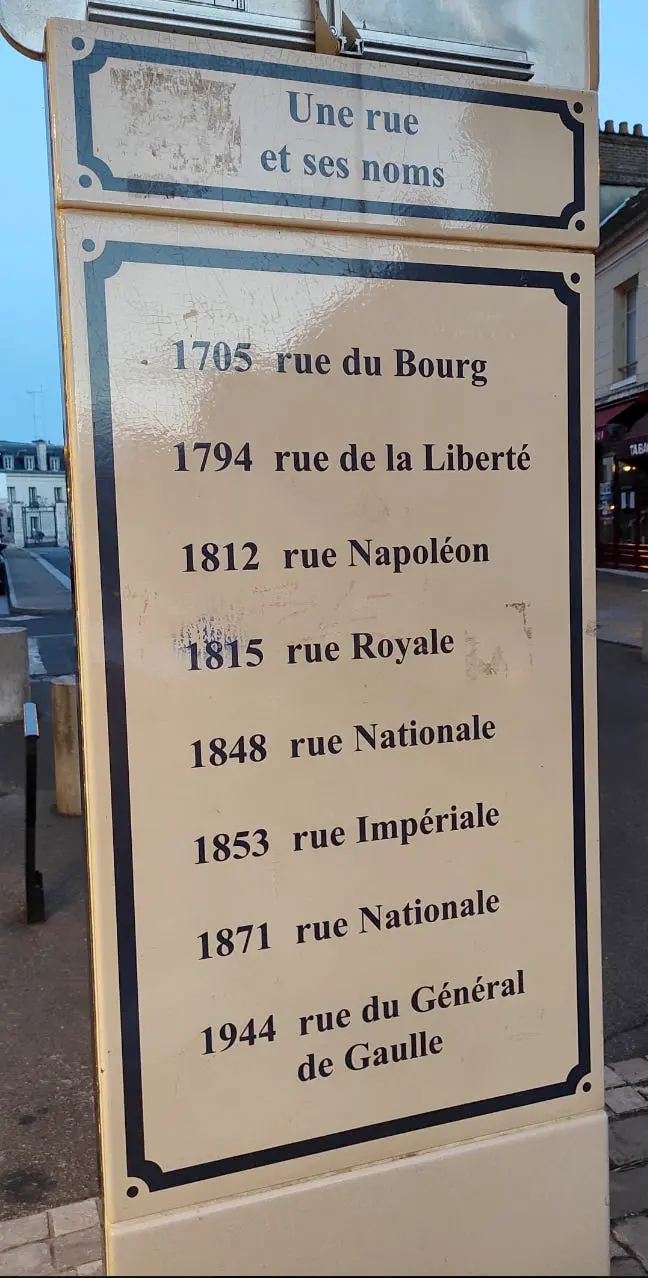 Une rue
et ses noms
1705 rue du Bourg
1794 rue de la Liberté
1812 rue Napoléon
1815 rue Royale
1848 rue Nationale
1853 rue Impériale
1871 rue Nationale
1944 rue du Général
de Gaulle